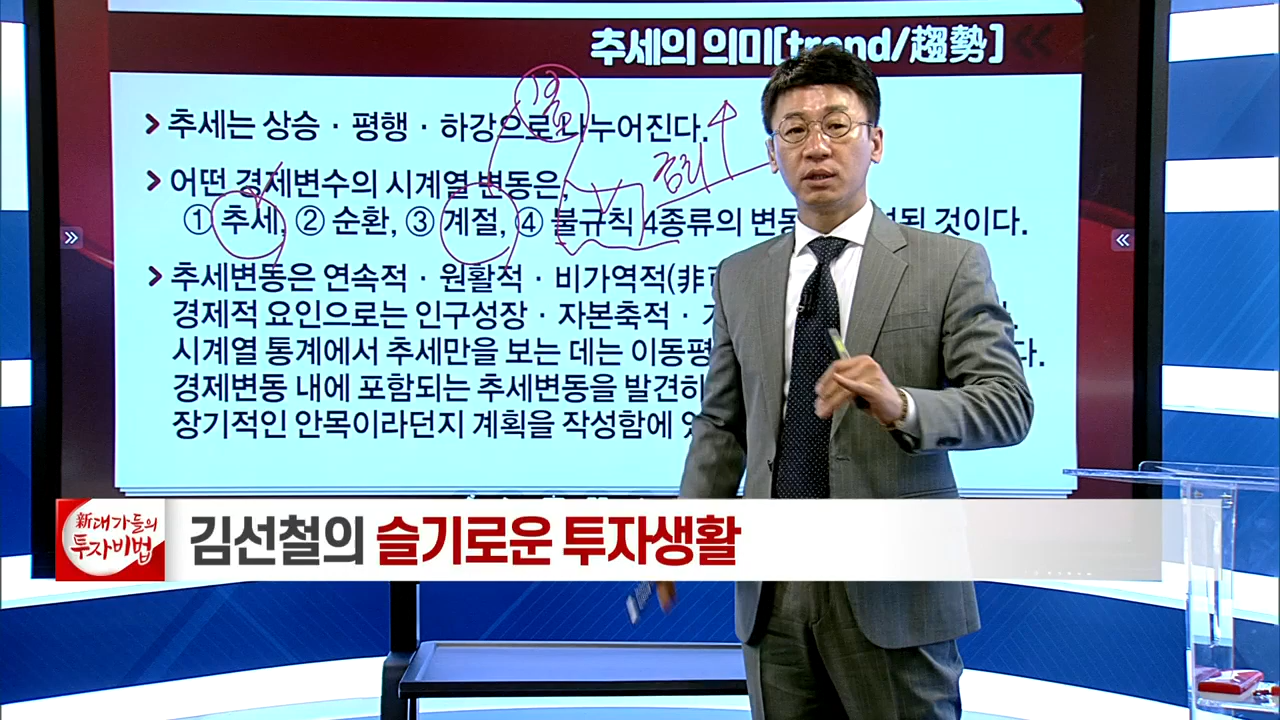 추세의 의미[trend/趨勢]
추세는 상승 · 평행 · 하강으로 나누어진다.
어떤 경제변수의 시계열 변동은,
① 추세, ② 순환, ③ 계절, ④ 불규칙 4종류의 변동 된 것이다.
추세변동은 연속적 · 원활적 · 비가역적(非
경제적 요인으로는 인구성장 · 자본축적 ·
시계열 통계에서 추세만을 보는 데는 이동평 다.
경제변동 내에 포함되는 추세변동을 발견하
장기적인 안목이라던지 계획을 작성함에
금리
新대가들의
투자비법
김선철의 슬기로운 투자생활